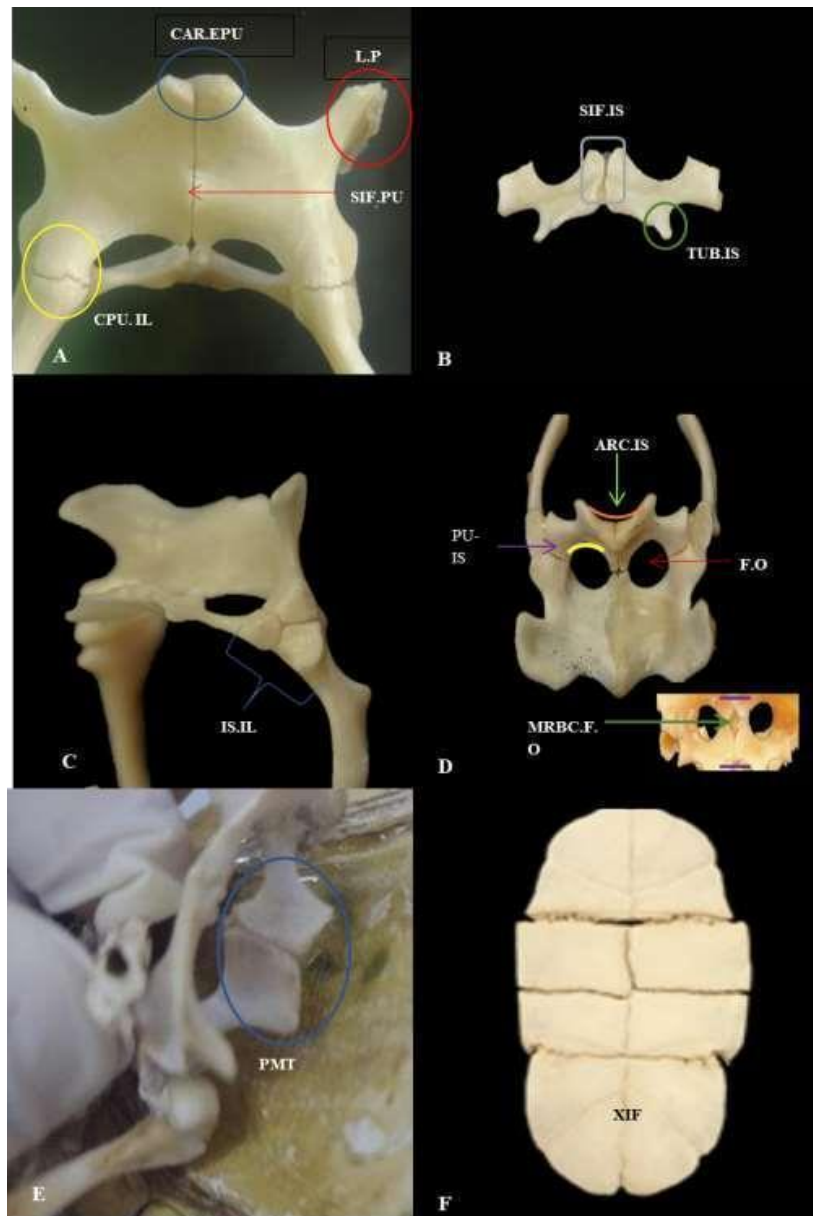 CAR.EPU
L.P
SIF.PU
CPU. IL
A
SIF.IS
TUB.IS
B
IS.IL
C
ARC.IS
PU-
IS
F.O
MRBC.F.
O
D
PMT
E
XIF
F